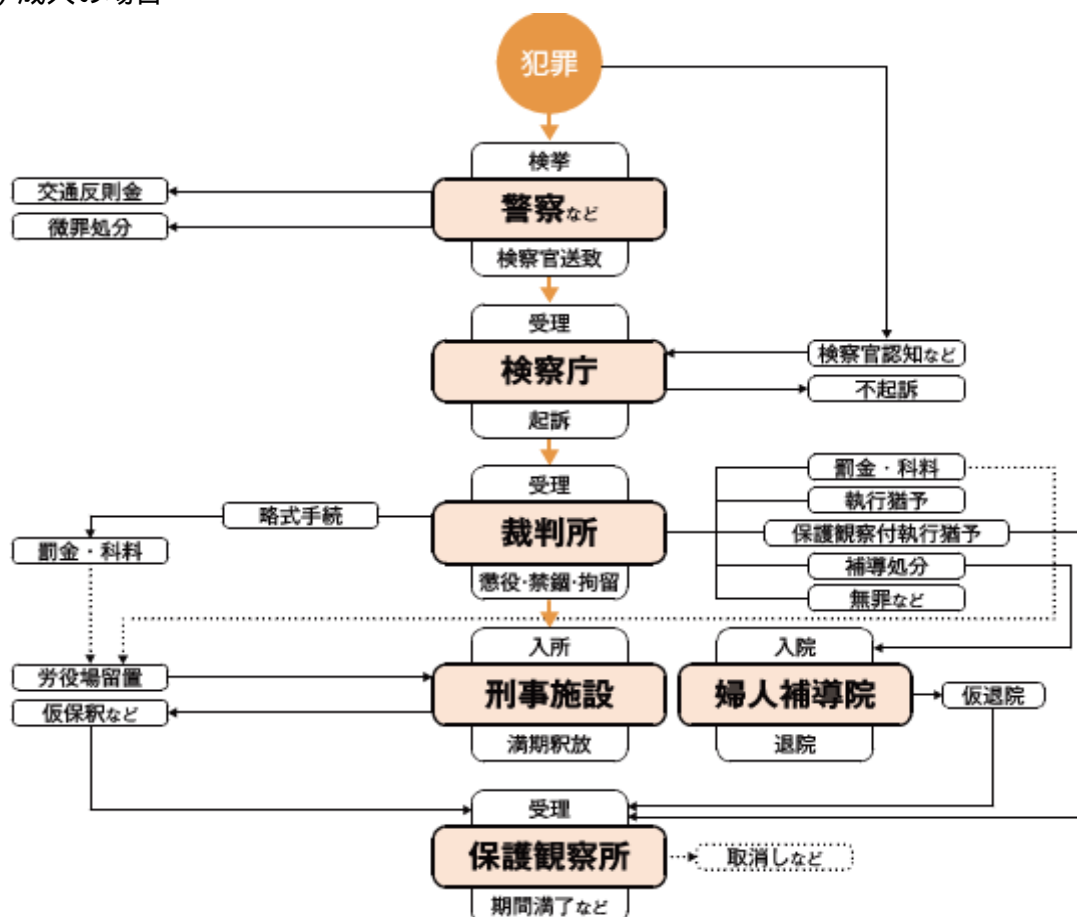 成人の場合
犯罪
検挙
警察など
検察官送致
交通反則金
微罪処分
受理
検察庁
起訴
検察官認知など
不起訴
受理
裁判所
懲役・禁錮・拘留
略式手続
罰金・科料
罰金・科料
執行猶予
保護観察付執行猶予
補導処分
無罪など
労役場留置
仮保釈など
入所
刑事施設
満期釈放
入院
婦人補導院
退院
仮退院
受理
保護観察所
期間満了など
取消しなど